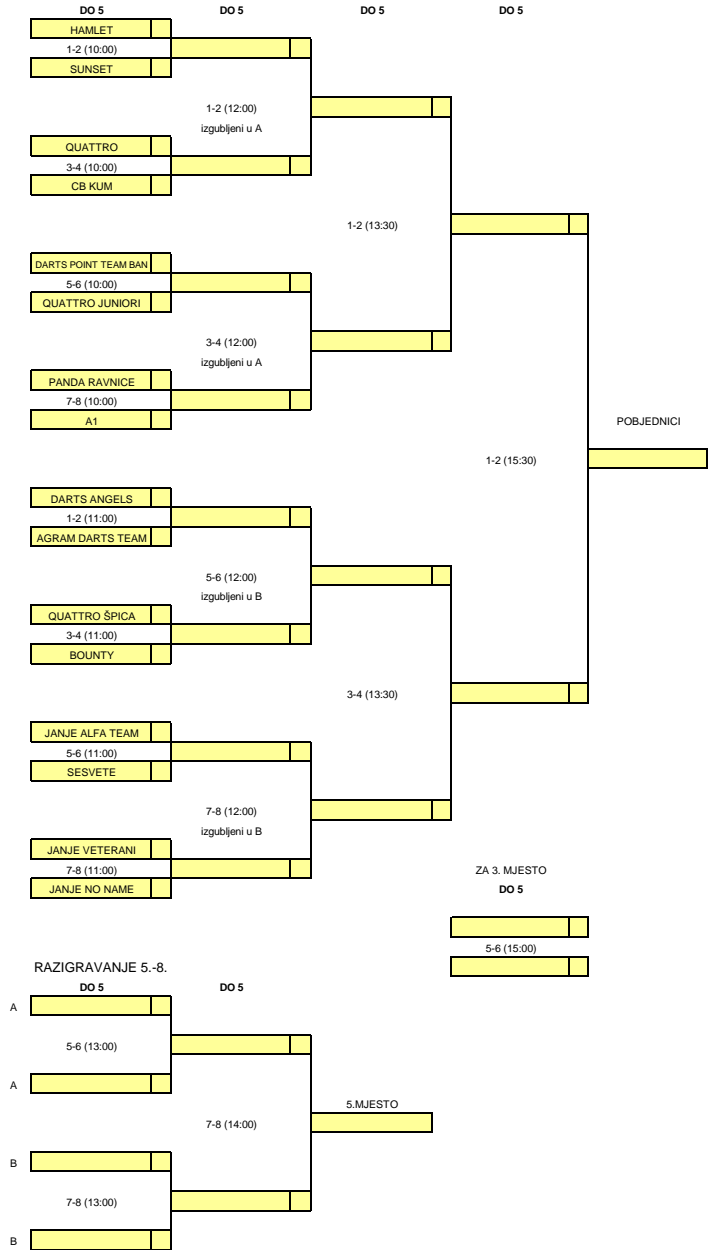 DO 5 DO 5 DO 5 DO 5
HAMLET
1-2 (10:00)
SUNSET
1-2 (12:00)
izgubljeni u A
QUATTRO
3-4 (10:00)
CB KUM
1-2 (13:30)
DARTS POINT TEAM BAN
5-6 (10:00)
QUATTRO JUNIORI
3-4 (12:00)
izgubljeni u A
PANDA RAVNICE
7-8 (10:00)
A1
POBJEDNICI
1-2 (15:30)
DARTS ANGELS
1-2 (11:00)
AGRAM DARTS TEAM
5-6 (12:00)
izgubljeni u B
QUATTRO ŠPICA
3-4 (11:00)
BOUNTY
3-4 (13:30)
JANJE ALFA TEAM
5-6 (11:00)
SESVETE
7-8 (12:00)
izgubljeni u B
JANJE VETERANI
7-8 (11:00)
JANJE NO NAME
ZA 3. MJESTO
DO 5
5-6 (15:00)
RAZIGRAVANJE 5.-8.
DO 5 DO 5
A
5-6 (13:00)
A
5.MJESTO
7-8 (14:00)
B
7-8 (13:00)
B